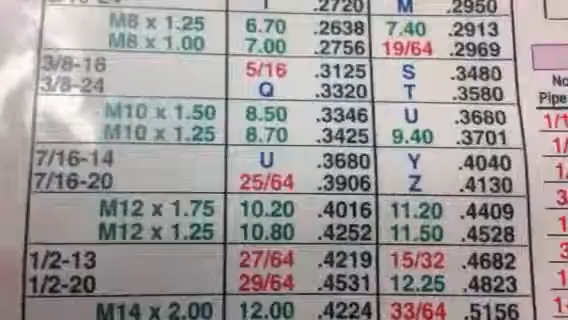 .2720 M .2950
M8 x 1.25 6.70 .2638 7.40 .2913
M8 x 1.00 7.00 .2756 19/64 .2969
3/8-16 5/16 .3125 S .3480
3/8-24 Q .3320 T .3580
M10 x 1.50 8.50 .3346 U .3680
M10 x 1.25 8.70 .3425 9.40 .3701
7/16-14 U .3680 Y .4040
7/16-20 25/64 .3906 Z .4130
M12 x 1.75 10.20 .4016 11.20 .4409
M12 x 1.25 10.80 .4252 11.50 .4528
1/2-13 27/64 .4219 15/32 .4682
1/2-20 29/64 .4531 12.25 .4823
M14 x 2.00 12.00 .4224 33/64 .5156
Pipe